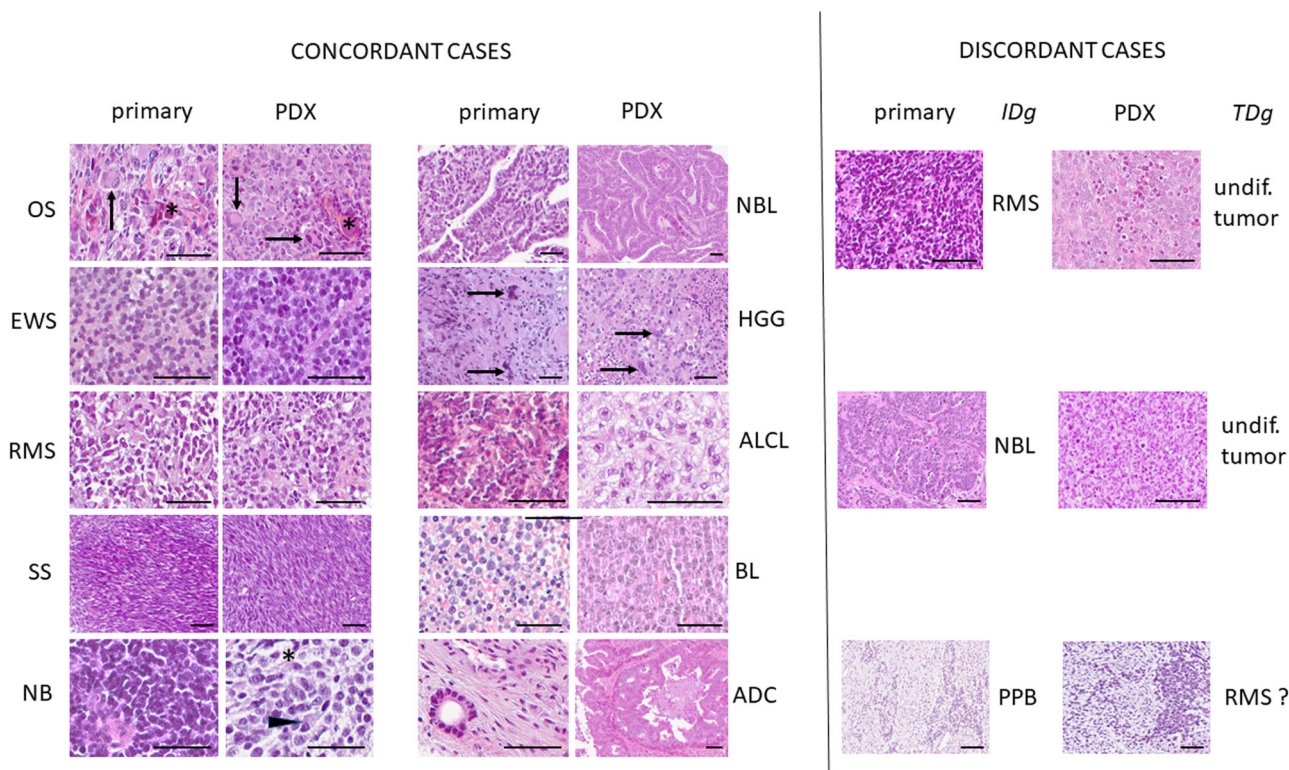 CONCORDANT CASES
DISCORDANT CASES
primary PDX primary PDX
primary IDg PDX TDg
OS
*
*
NBL
EWS
HGG
RMS
ALCL
SS
BL
NB
*
ADC
RMS
undif.
tumor
NBL
undif.
tumor
PPB
RMS ?